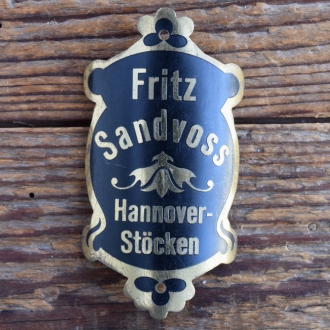 Fritz
Sandvoss
Hannover-
Stöcken